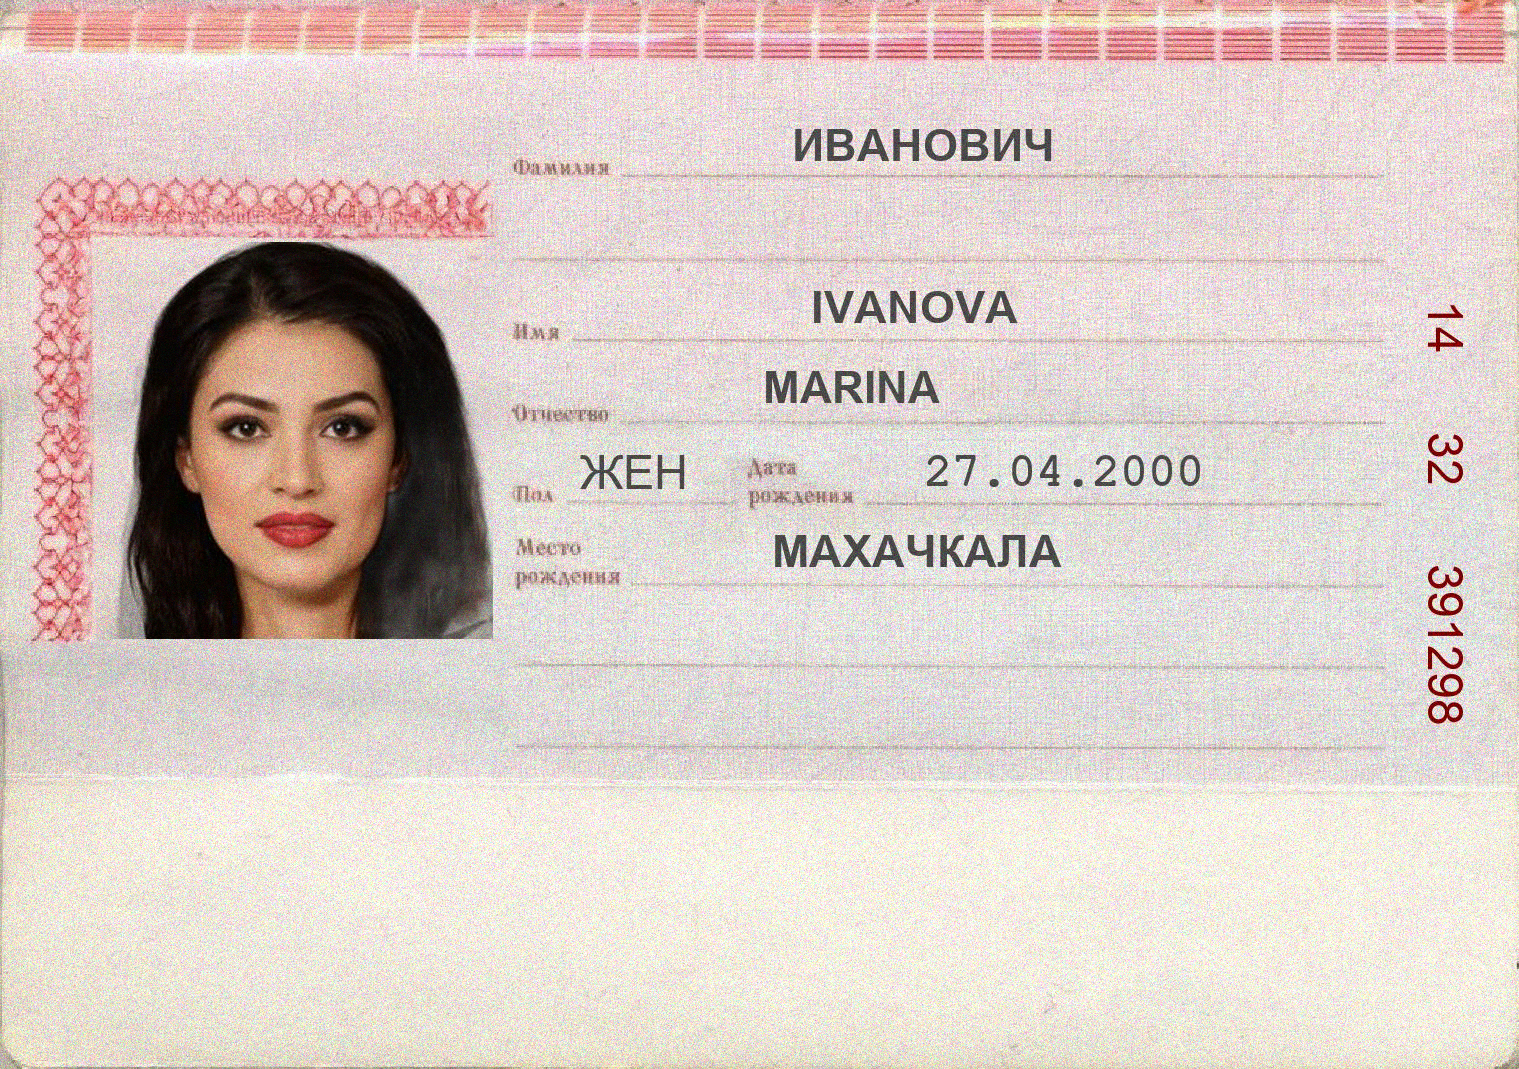 Фамилия ИВАНОВИЧ
Имя IVANOVA
Отчество MARINA
Пол ЖЕН Дата рождения 27.04.2000
Место рождения МАХАЧКАЛА
14 32 391298